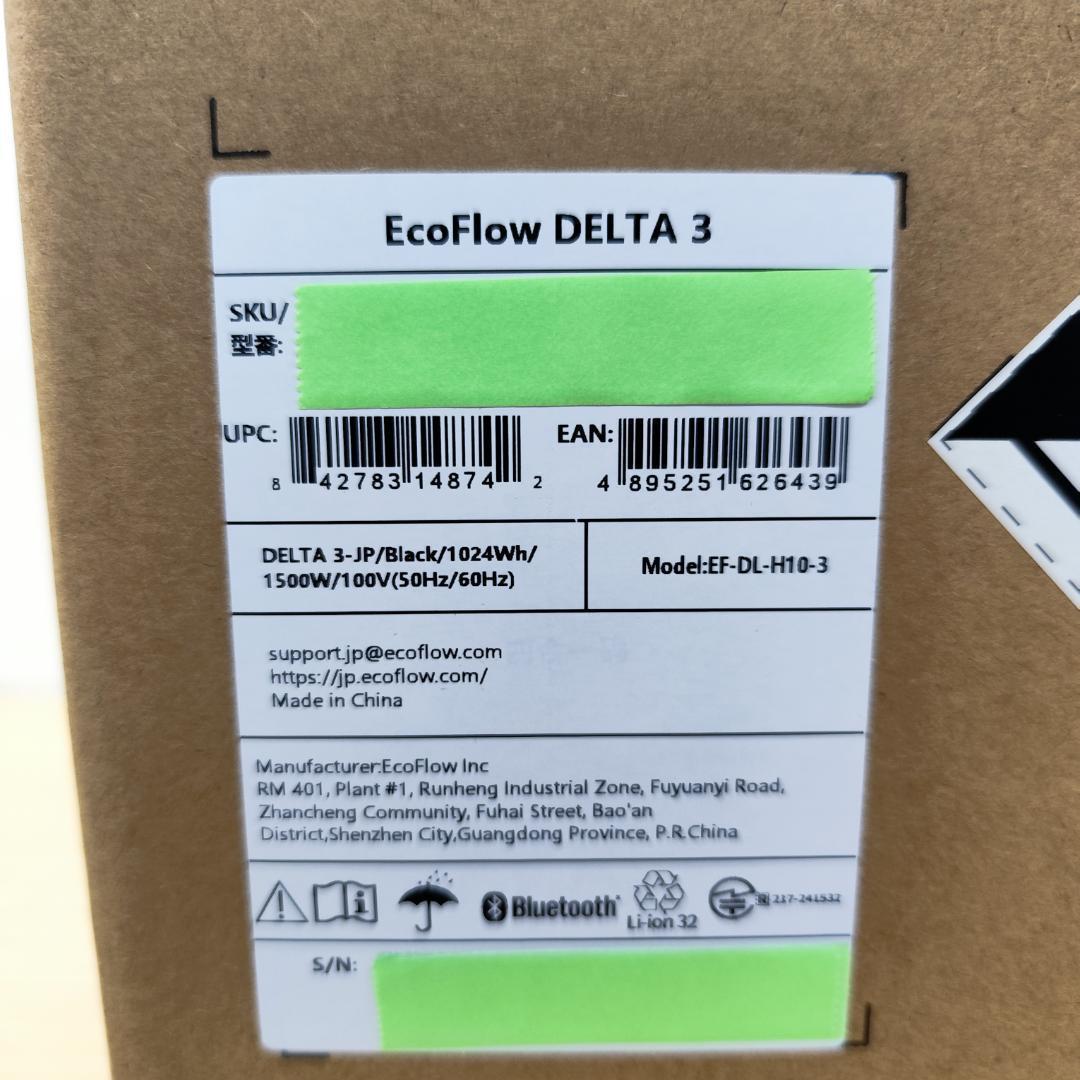 EcoFlow DELTA 3
SKU/
型番:
UPC: 8 42783 14874 2
EAN: 4 895251 626439
DELTA 3-JP/Black/1024Wh/
1500W/100V(50Hz/60Hz)
Model:EF-DL-H10-3
support.jp@ecoflow.com
https://jp.ecoflow.com/
Made in China
Manufacturer:EcoFlow Inc
RM 401, Plant #1, Runheng Industrial Zone, Fuyuanyi Road,
Zhancheng Community, Fuhai Street, Bao'an
District,Shenzhen City,Guangdong Province, P.R.China
Bluetooth
Li-ion 32
R 217-241532
S/N: